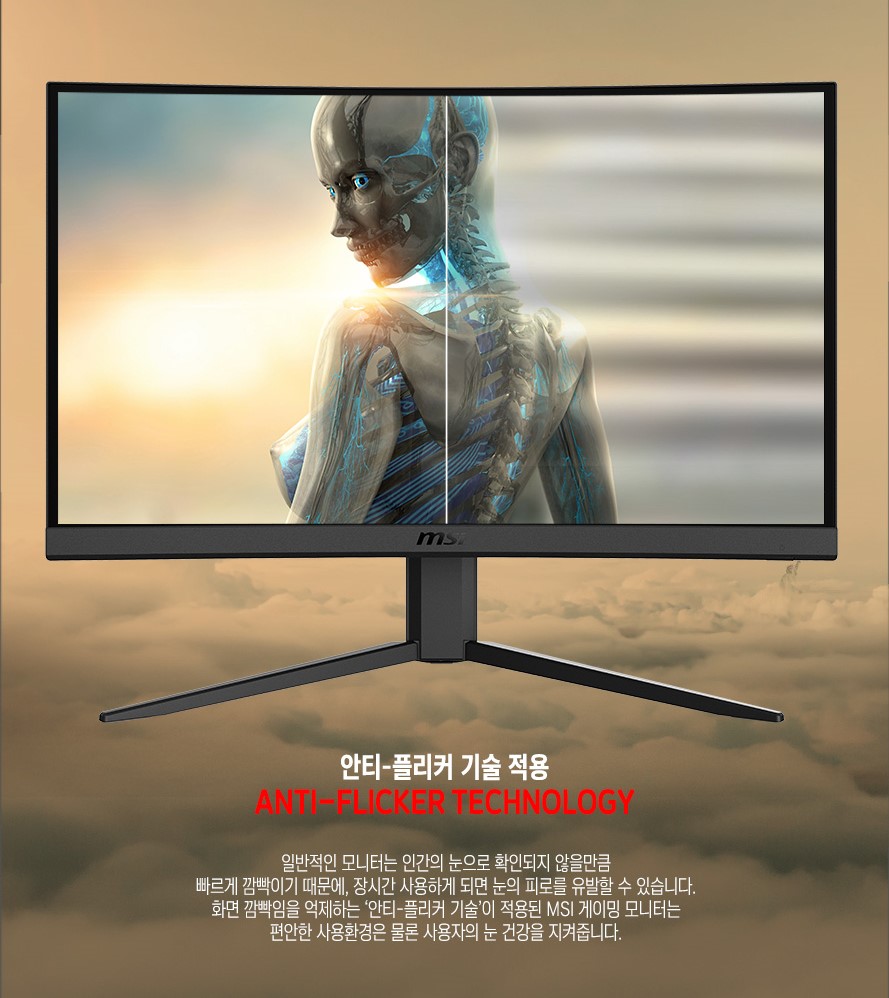 msi
안티-플리커 기술 적용
ANTI-FLICKER TECHNOLOGY
일반적인 모니터는 인간의 눈으로 확인되지 않을만큼
빠르게 깜빡이기 때문에, 장시간 사용하게 되면 눈의 피로를 유발할 수 있습니다.
화면 깜빡임을 억제하는 '안티-플리커 기술'이 적용된 MSI 게이밍 모니터는
편안한 사용환경은 물론 사용자의 눈 건강을 지켜줍니다.